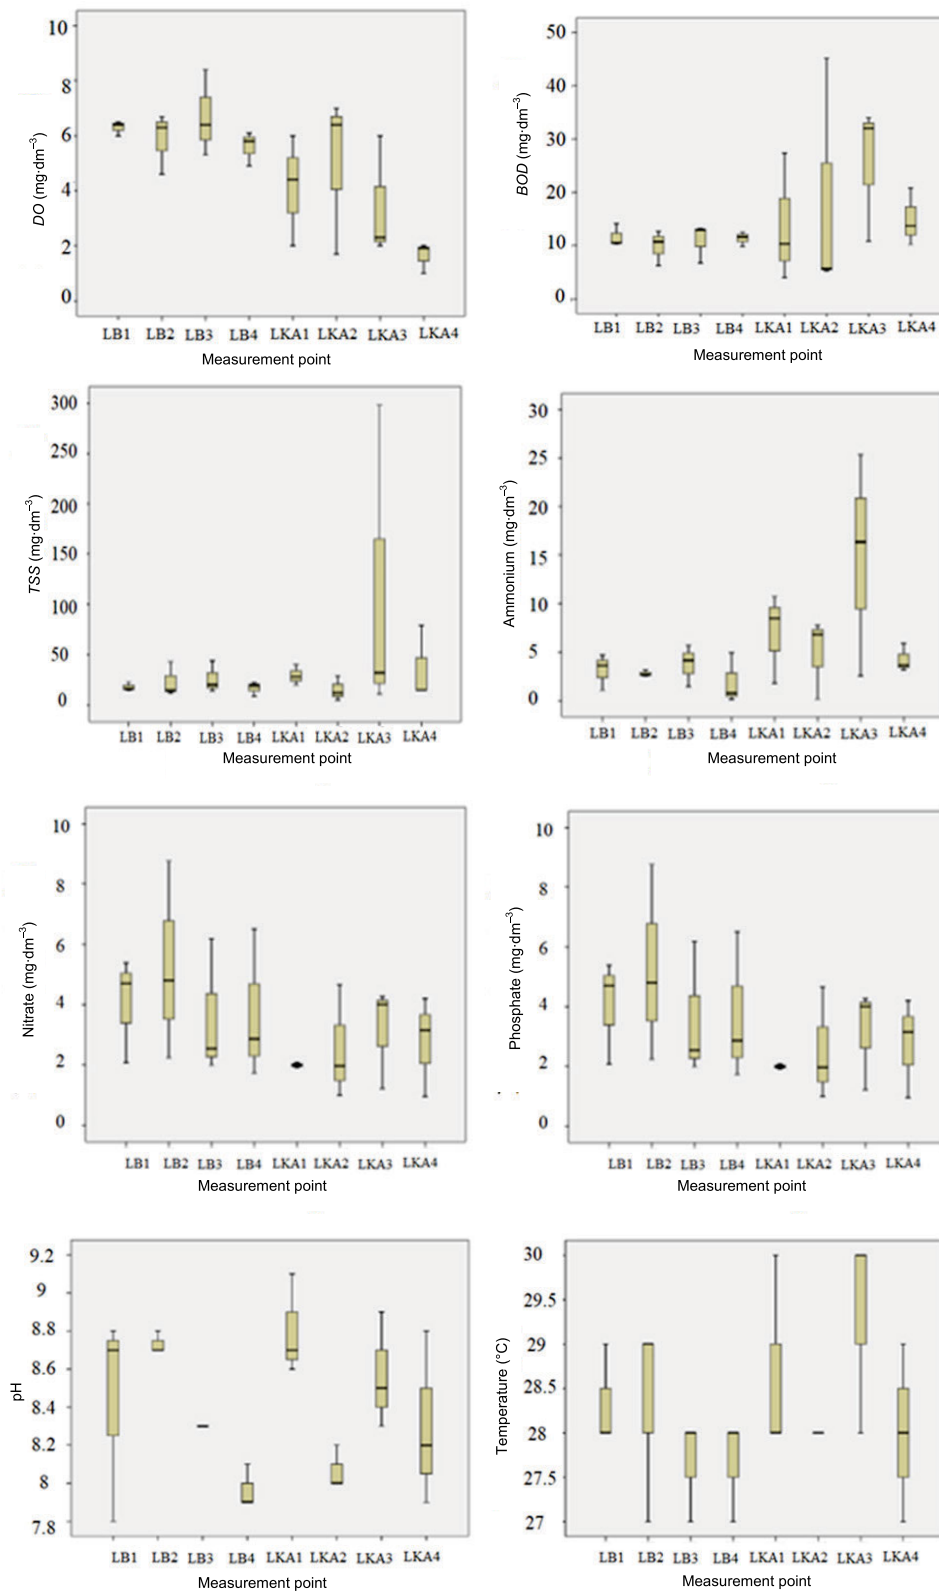 DO (mg·dm–3)
10
8
6
4
2
0
LB1 LB2 LB3 LB4 LKA1 LKA2 LKA3 LKA4
Measurement point
BOD (mg·dm–3)
50
40
30
20
10
0
LB1 LB2 LB3 LB4 LKA1 LKA2 LKA3 LKA4
Measurement point
TSS (mg·dm–3)
300
250
200
150
100
50
0
LB1 LB2 LB3 LB4 LKA1 LKA2 LKA3 LKA4
Measurement point
Ammonium (mg·dm–3)
30
25
20
15
10
5
0
LB1 LB2 LB3 LB4 LKA1 LKA2 LKA3 LKA4
Measurement point
Nitrate (mg·dm–3)
10
8
6
4
2
0
LB1 LB2 LB3 LB4 LKA1 LKA2 LKA3 LKA4
Measurement point
Phosphate (mg·dm–3)
10
8
6
4
2
0
LB1 LB2 LB3 LB4 LKA1 LKA2 LKA3 LKA4
Measurement point
pH
9.2
9
8.8
8.6
8.4
8.2
8
7.8
LB1 LB2 LB3 LB4 LKA1 LKA2 LKA3 LKA4
Measurement point
Temperature (°C)
30
29.5
29
28.5
28
27.5
27
LB1 LB2 LB3 LB4 LKA1 LKA2 LKA3 LKA4
Measurement point